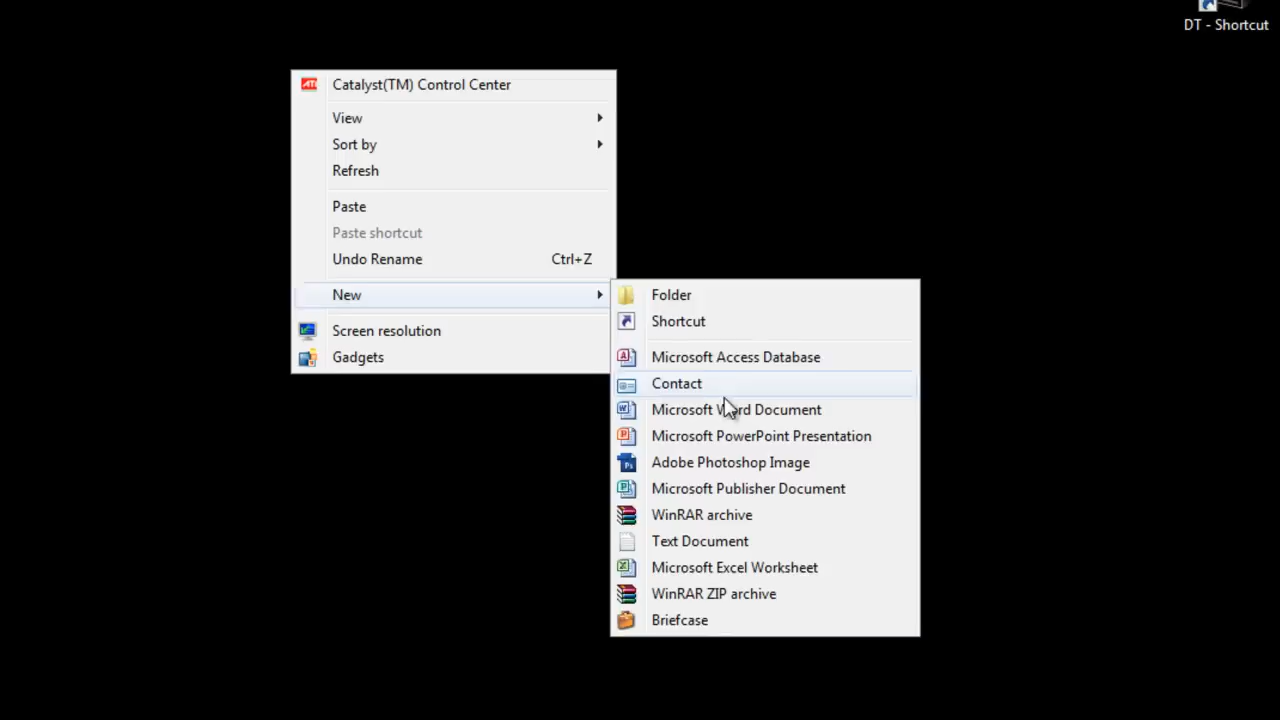 DT - Shortcut
Catalyst(TM) Control Center
View
Sort by
Refresh
Paste
Paste shortcut
Undo Rename Ctrl+Z
New
Screen resolution
Gadgets
Folder
Shortcut
Microsoft Access Database
Contact
Microsoft Word Document
Microsoft PowerPoint Presentation
Adobe Photoshop Image
Microsoft Publisher Document
WinRAR archive
Text Document
Microsoft Excel Worksheet
WinRAR ZIP archive
Briefcase